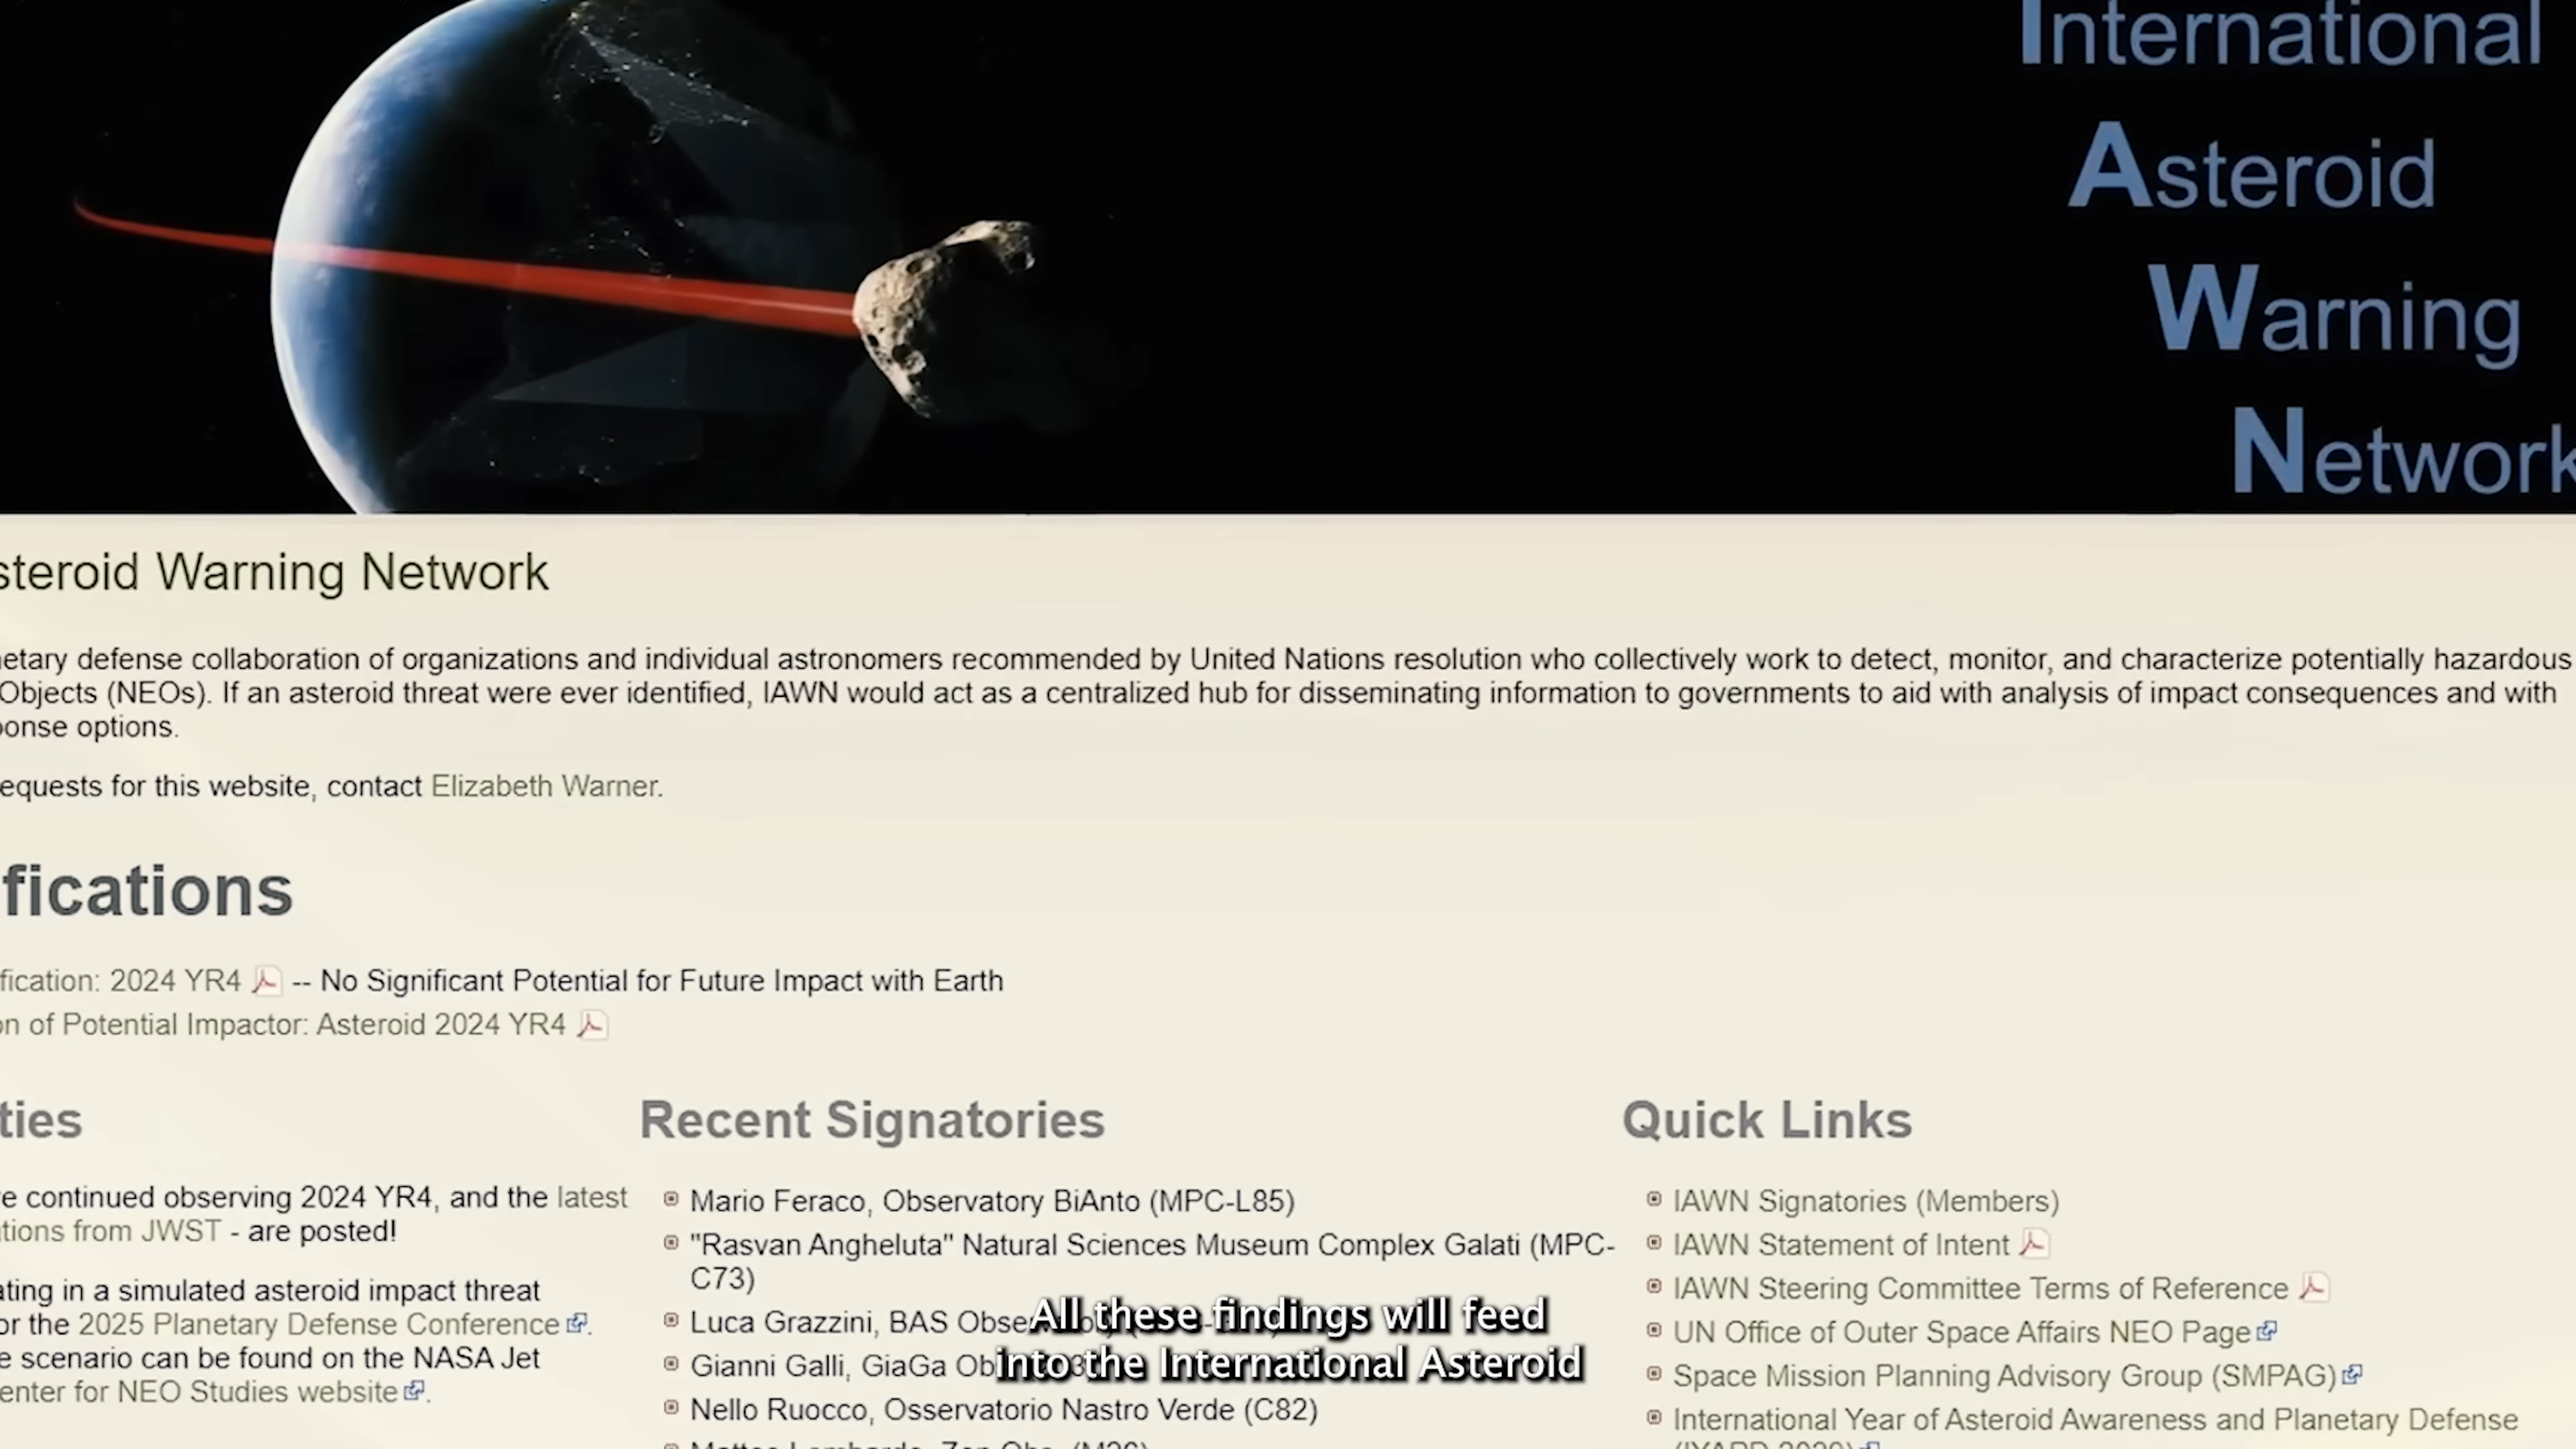 International
Asteroid
Warning
Network
steroid Warning Network
etary defense collaboration of organizations and individual astronomers recommended by United Nations resolution who collectively work to detect, monitor, and characterize potentially hazardous
Objects (NEOs). If an asteroid threat were ever identified, IAWN would act as a centralized hub for disseminating information to governments to aid with analysis of impact consequences and with
onse options.
equests for this website, contact Elizabeth Warner.
fications
fication: 2024 YR4 -- No Significant Potential for Future Impact with Earth
on of Potential Impactor: Asteroid 2024 YR4
ties
e continued observing 2024 YR4, and the latest
tions from JWST - are posted!
ating in a simulated asteroid impact threat
or the 2025 Planetary Defense Conference.
e scenario can be found on the NASA Jet
enter for NEO Studies website.
Recent Signatories
Mario Feraco, Observatory BiAnto (MPC-L85)
"Rasvan Angheluta" Natural Sciences Museum Complex Galati (MPC-
C73)
Luca Grazzini, BAS
Gianni Galli, GiaGa
Nello Ruocco, Osservatorio Nastro Verde (C82)
Quick Links
IAWN Signatories (Members)
IAWN Statement of Intent
IAWN Steering Committee Terms of Reference
UN Office of Outer Space Affairs NEO Page
Space Mission Planning Advisory Group (SMPAG)
International Year of Asteroid Awareness and Planetary Defense
All these findings will feed
into the International Asteroid